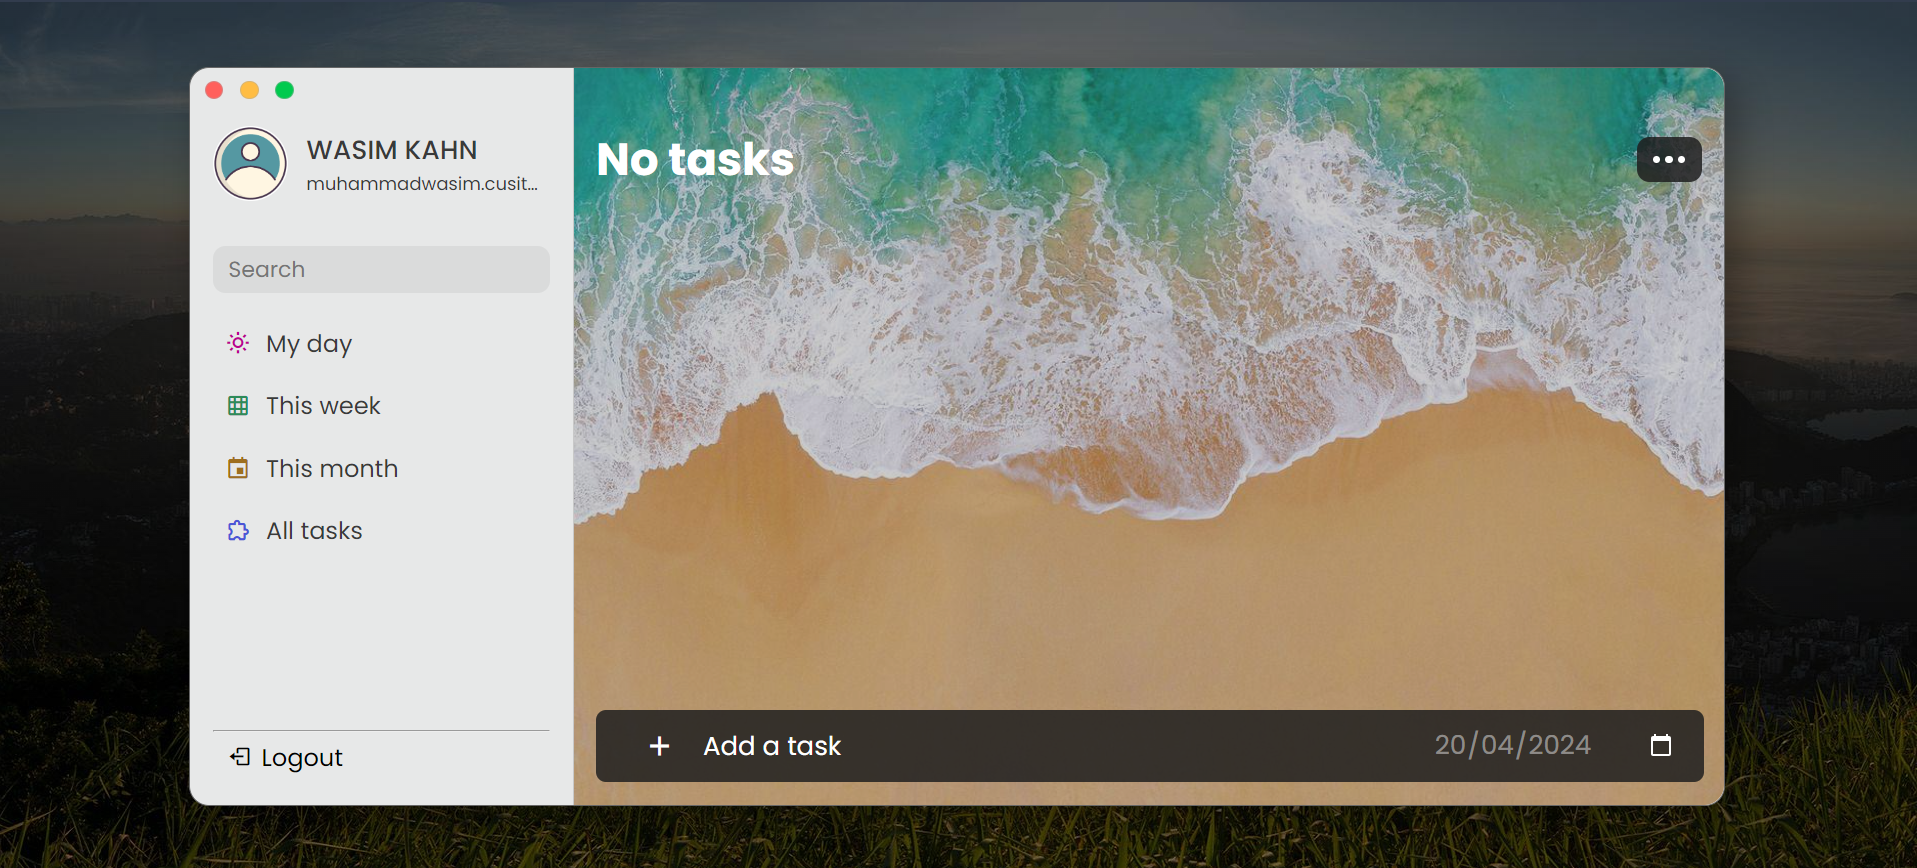 WASIM KAHN
muhammadwasim.cusit...
Search
My day
This week
This month
All tasks
Logout
No tasks
Add a task
20/04/2024